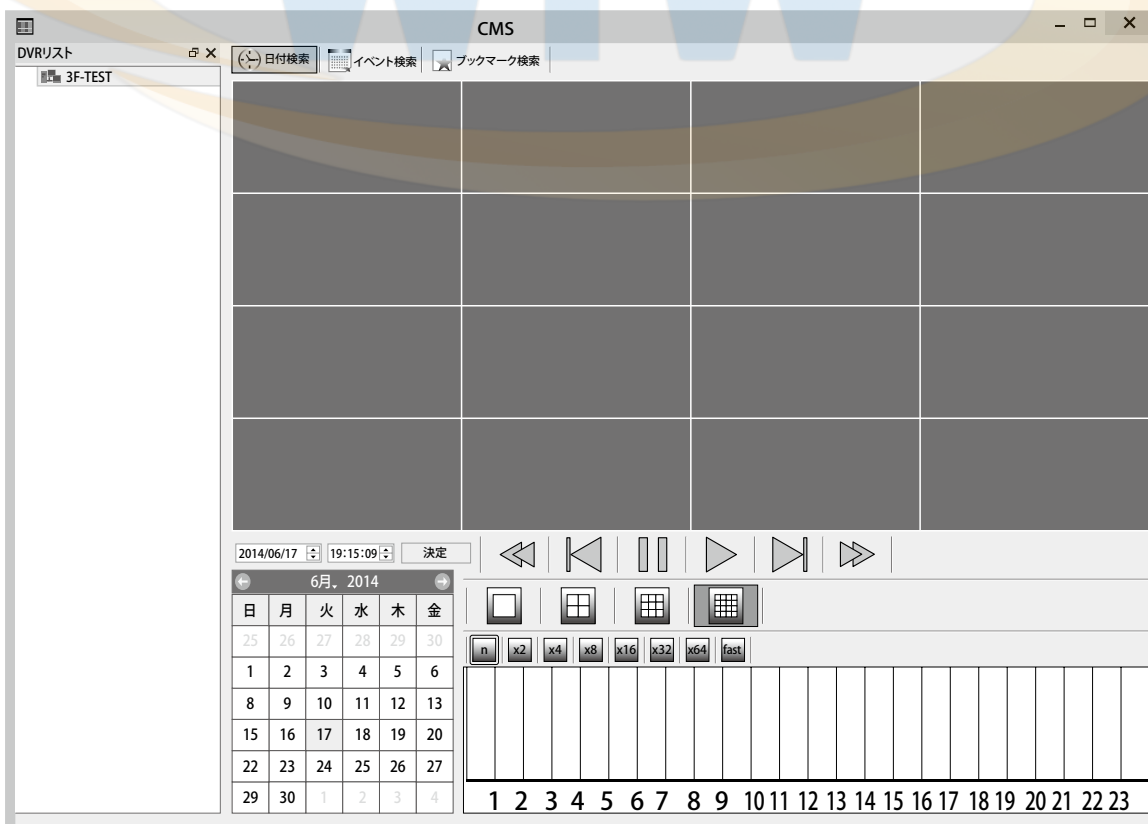 CMS
DVRリスト
3F-TEST
日付検索 イベント検索 ブックマーク検索
2014/06/17 19:15:09 決定
6月 2014
日 月 火 水 木 金
25 26 27 28 29 30
1 2 3 4 5 6
8 9 10 11 12 13
15 16 17 18 19 20
22 23 24 25 26 27
29 30 1 2 3 4
n x2 x4 x8 x16 x32 x64 fast
1 2 3 4 5 6 7 8 9 10 11 12 13 14 15 16 17 18 19 20 21 22 23